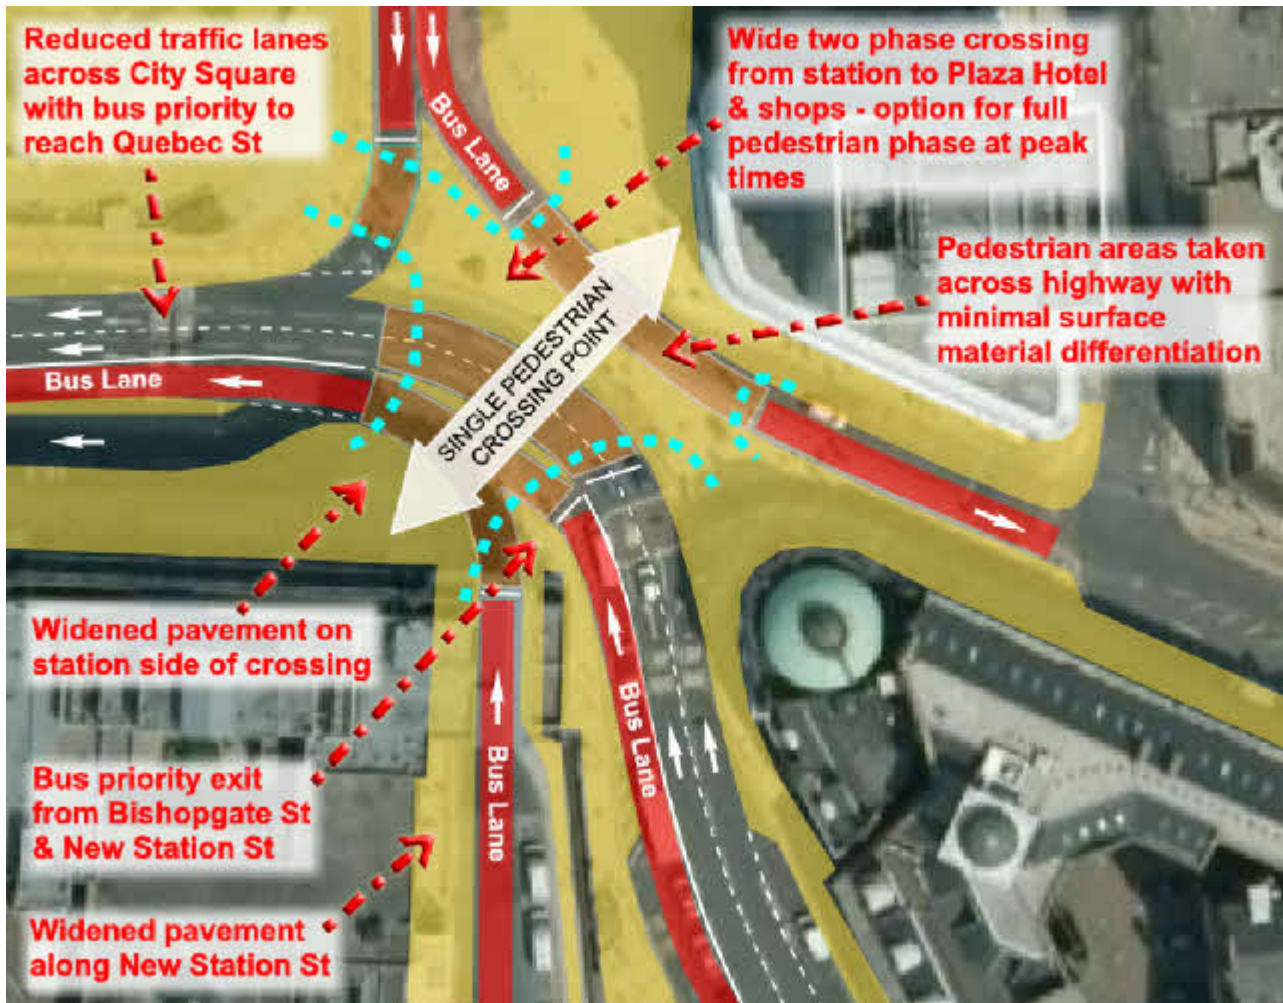 Reduced traffic lanes
across City Square
with bus priority to
reach Quebec St
Wide two phase crossing
from station to Plaza Hotel
& shops - option for full
pedestrian phase at peak
times
Bus Lane
Pedestrian areas taken
across highway with
minimal surface
material differentiation
SINGLE PEDESTRIAN
CROSSING POINT
Bus Lane
Widened pavement on
station side of crossing
Bus priority exit
from Bishopgate St
& New Station St
Bus Lane
Bus Lane
Widened pavement
along New Station St